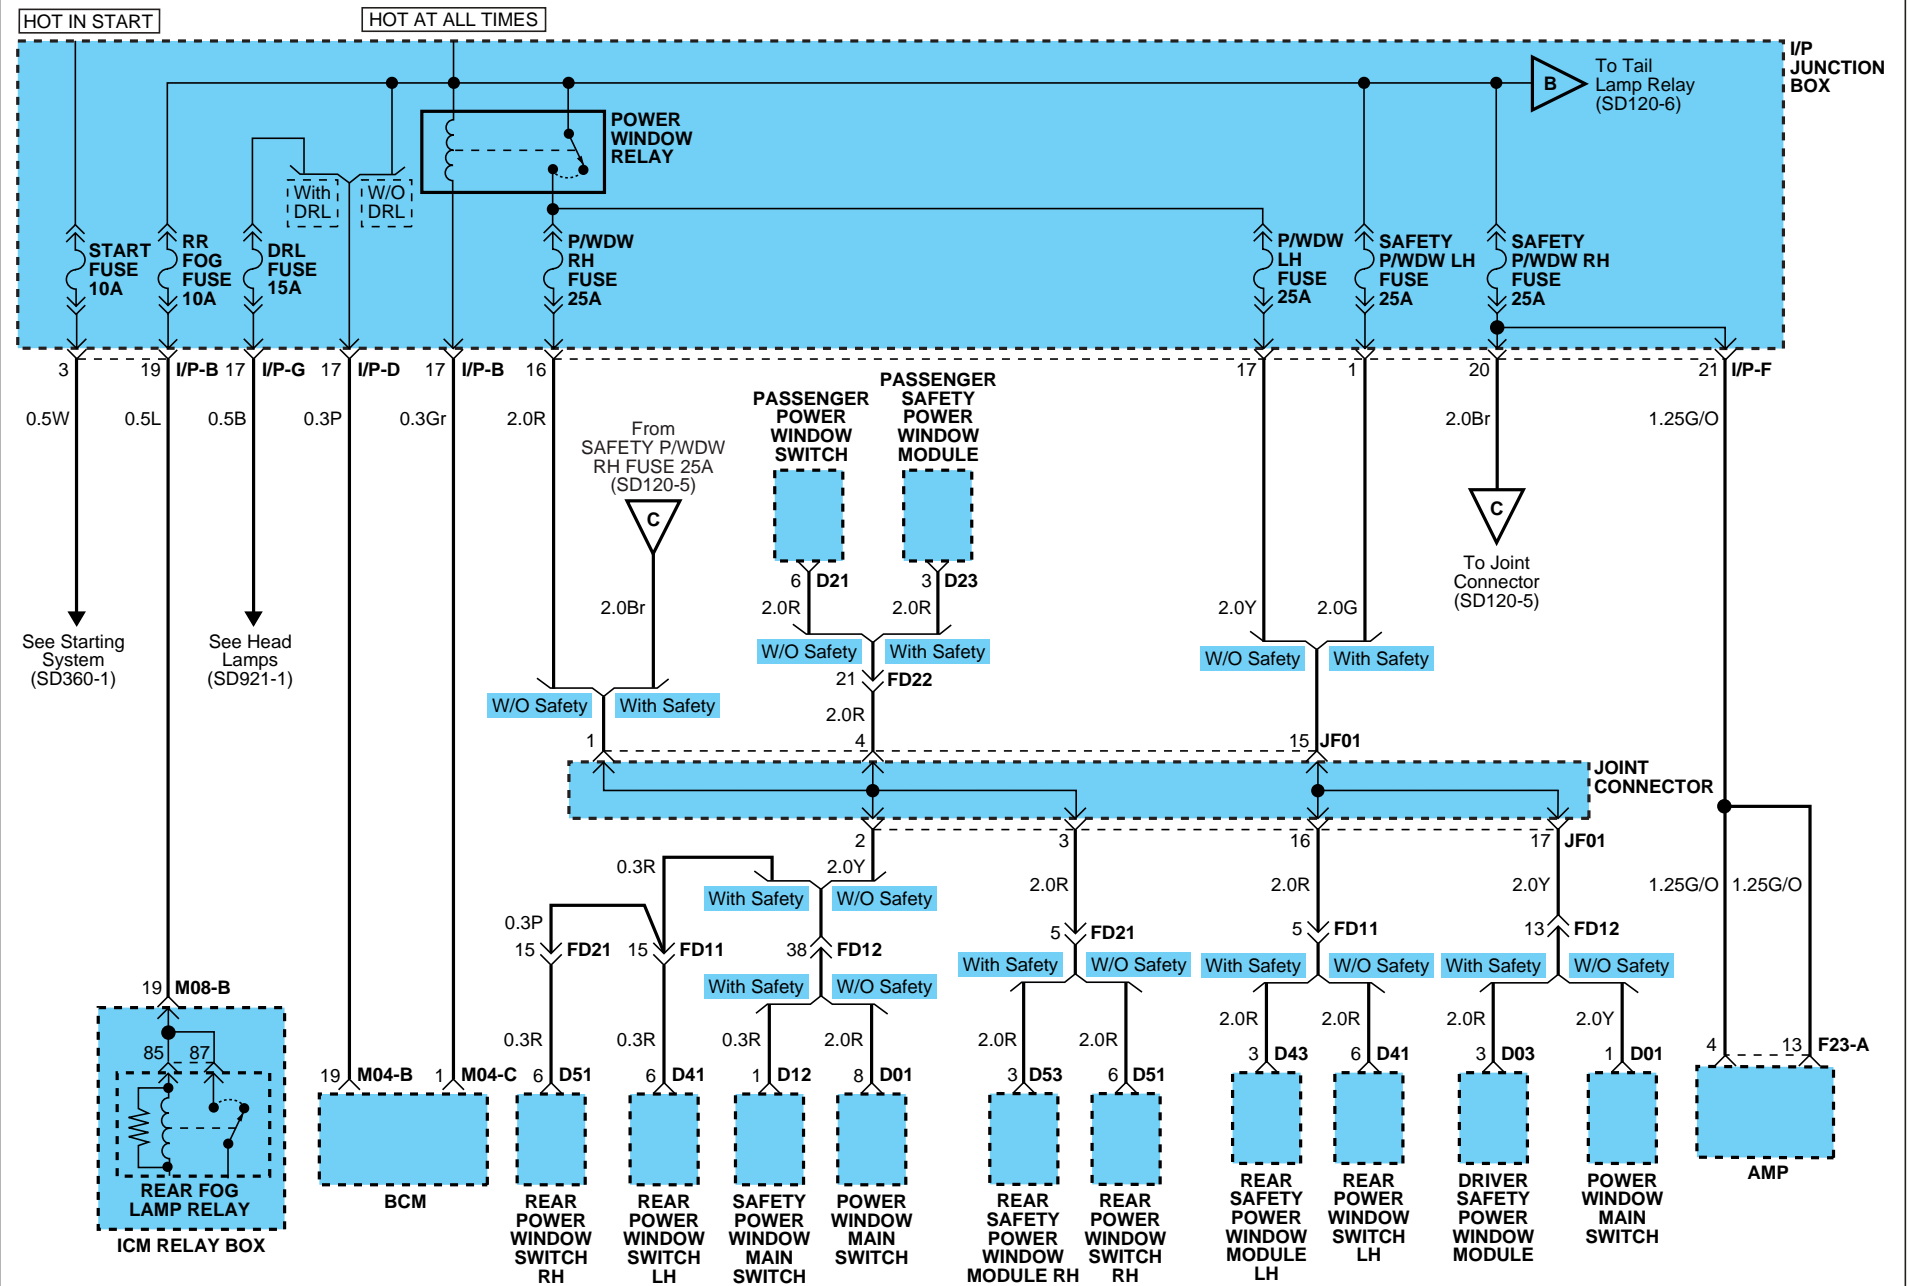 HOT IN START
HOT AT ALL TIMES
I/P
JUNCTION
BOX
B
To Tail
Lamp Relay
(SD120-6)
POWER
WINDOW
RELAY
With
DRL
W/O
DRL
START
FUSE
10A
RR
FOG
FUSE
10A
DRL
FUSE
15A
P/WDW
RH
FUSE
25A
P/WDW
LH
FUSE
25A
SAFETY
P/WDW LH
FUSE
25A
SAFETY
P/WDW RH
FUSE
25A
3
19 I/P-B
17 I/P-G
17 I/P-D
17 I/P-B
16
17
1
20
21 I/P-F
0.5W
0.5L
0.5B
0.3P
0.3Gr
2.0R
2.0Br
1.25G/O
From
SAFETY P/WDW
RH FUSE 25A
(SD120-5)
C
PASSENGER
POWER
WINDOW
SWITCH
PASSENGER
SAFETY
POWER
WINDOW
MODULE
C
To Joint
Connector
(SD120-5)
6 D21
3 D23
2.0Br
2.0R
2.0R
2.0Y
2.0G
See Starting
System
(SD360-1)
See Head
Lamps
(SD921-1)
W/O Safety
With Safety
W/O Safety
With Safety
21 FD22
W/O Safety
With Safety
2.0R
1
4
15 JF01
JOINT
CONNECTOR
2
3
16
17 JF01
0.3R
2.0Y
With Safety
W/O Safety
2.0R
2.0R
2.0Y
1.25G/O
1.25G/O
0.3P
15 FD21
15 FD11
38 FD12
5 FD21
5 FD11
13 FD12
With Safety
W/O Safety
With Safety
W/O Safety
With Safety
W/O Safety
With Safety
W/O Safety
19 M08-B
85
87
0.3R
0.3R
0.3R
2.0R
2.0R
2.0R
2.0R
2.0R
2.0R
2.0Y
19 M04-B
1 M04-C
6 D51
6 D41
1 D12
8 D01
3 D53
6 D51
3 D43
6 D41
3 D03
1 D01
4
13 F23-A
REAR FOG
LAMP RELAY
ICM RELAY BOX
BCM
REAR
POWER
WINDOW
SWITCH
RH
REAR
POWER
WINDOW
SWITCH
LH
SAFETY
POWER
WINDOW
MAIN
SWITCH
POWER
WINDOW
MAIN
SWITCH
REAR
SAFETY
POWER
WINDOW
MODULE RH
REAR
POWER
WINDOW
SWITCH
RH
REAR
SAFETY
POWER
WINDOW
MODULE
LH
REAR
POWER
WINDOW
SWITCH
LH
DRIVER
SAFETY
POWER
WINDOW
MODULE
POWER
WINDOW
MAIN
SWITCH
AMP